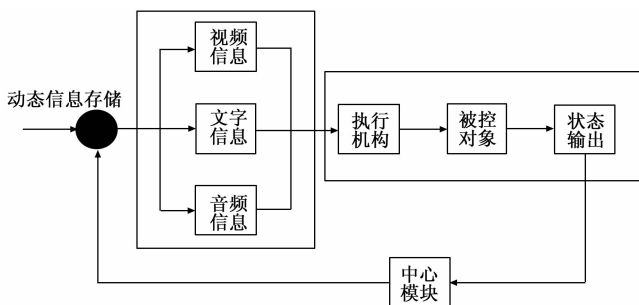 视频
信息
动态信息存储
文字
信息
执行
机构
被控
对象
状态
输出
音频
信息
中心
模块